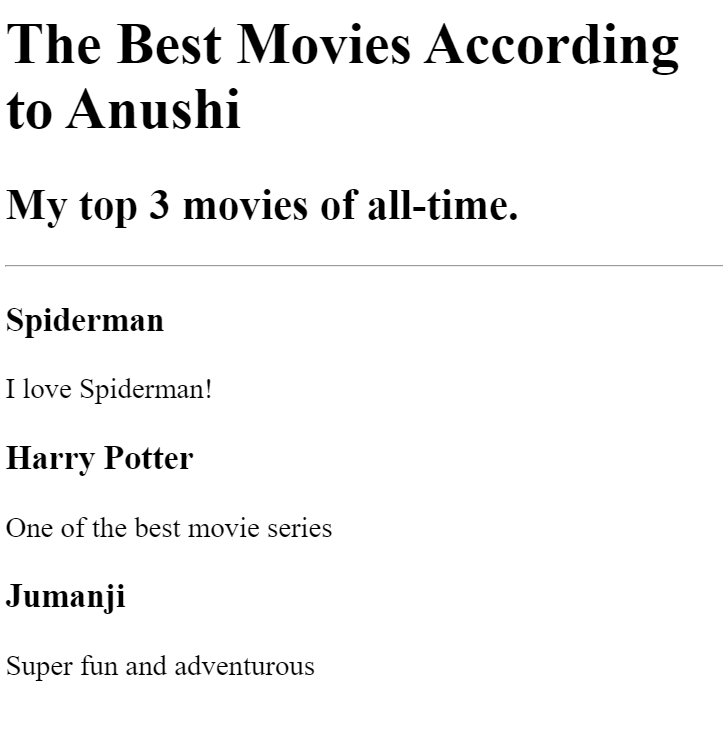 The Best Movies According
to Anushi
My top 3 movies of all-time.
Spiderman
I love Spiderman!
Harry Potter
One of the best movie series
Jumanji
Super fun and adventurous